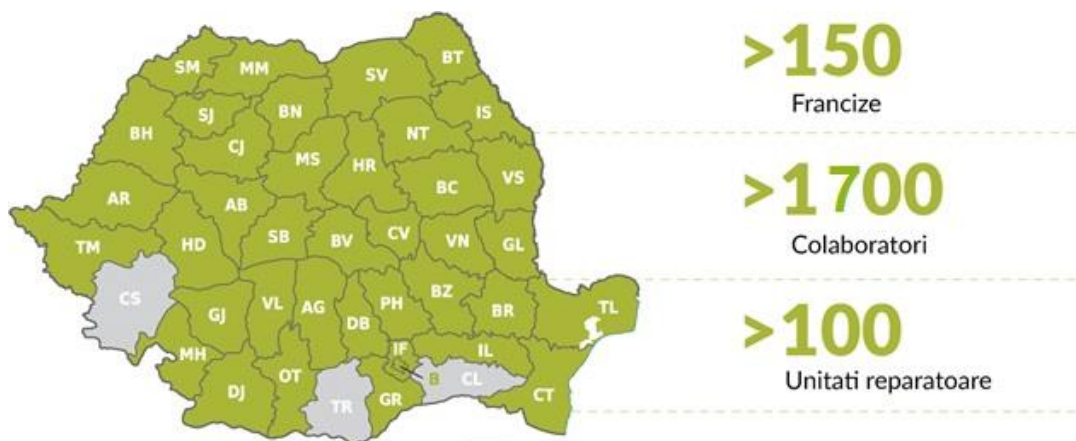 SM MM SV BT
BH SJ BN NT IS
CJ MS HR BC VS
AR AB
TM HD SB BV CV VN GL
CS GJ VL AG DB PH BZ BR TL
MH DJ OT TR IF GR B CL IL CT
>150
Francize
>1700
Colaboratori
>100
Unitati reparatoare